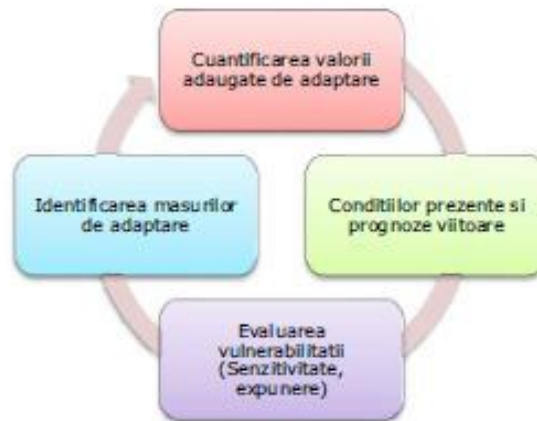 Cuantificarea valorii
adaugate de adaptare
Identificarea masurilor
de adaptare
Conditiilor prezente si
prognoze viitoare
Evaluarea
vulnerabilitatii
(Senzitivitate,
expunere)